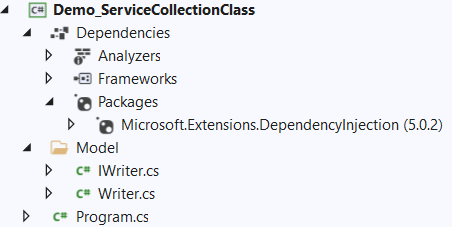 C# Demo_ServiceCollectionClass
Dependencies
Analyzers
Frameworks
Packages
Microsoft.Extensions.DependencyInjection (5.0.2)
Model
C# IWriter.cs
C# Writer.cs
C# Program.cs